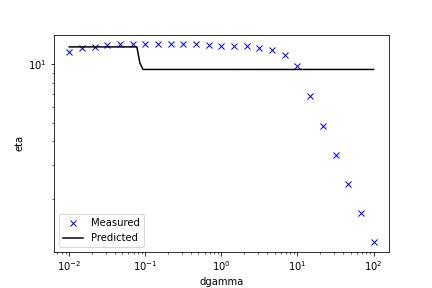 10¹
eta
Measured
Predicted
10⁻² 10⁻¹ 10⁰ 10¹ 10²
dgamma